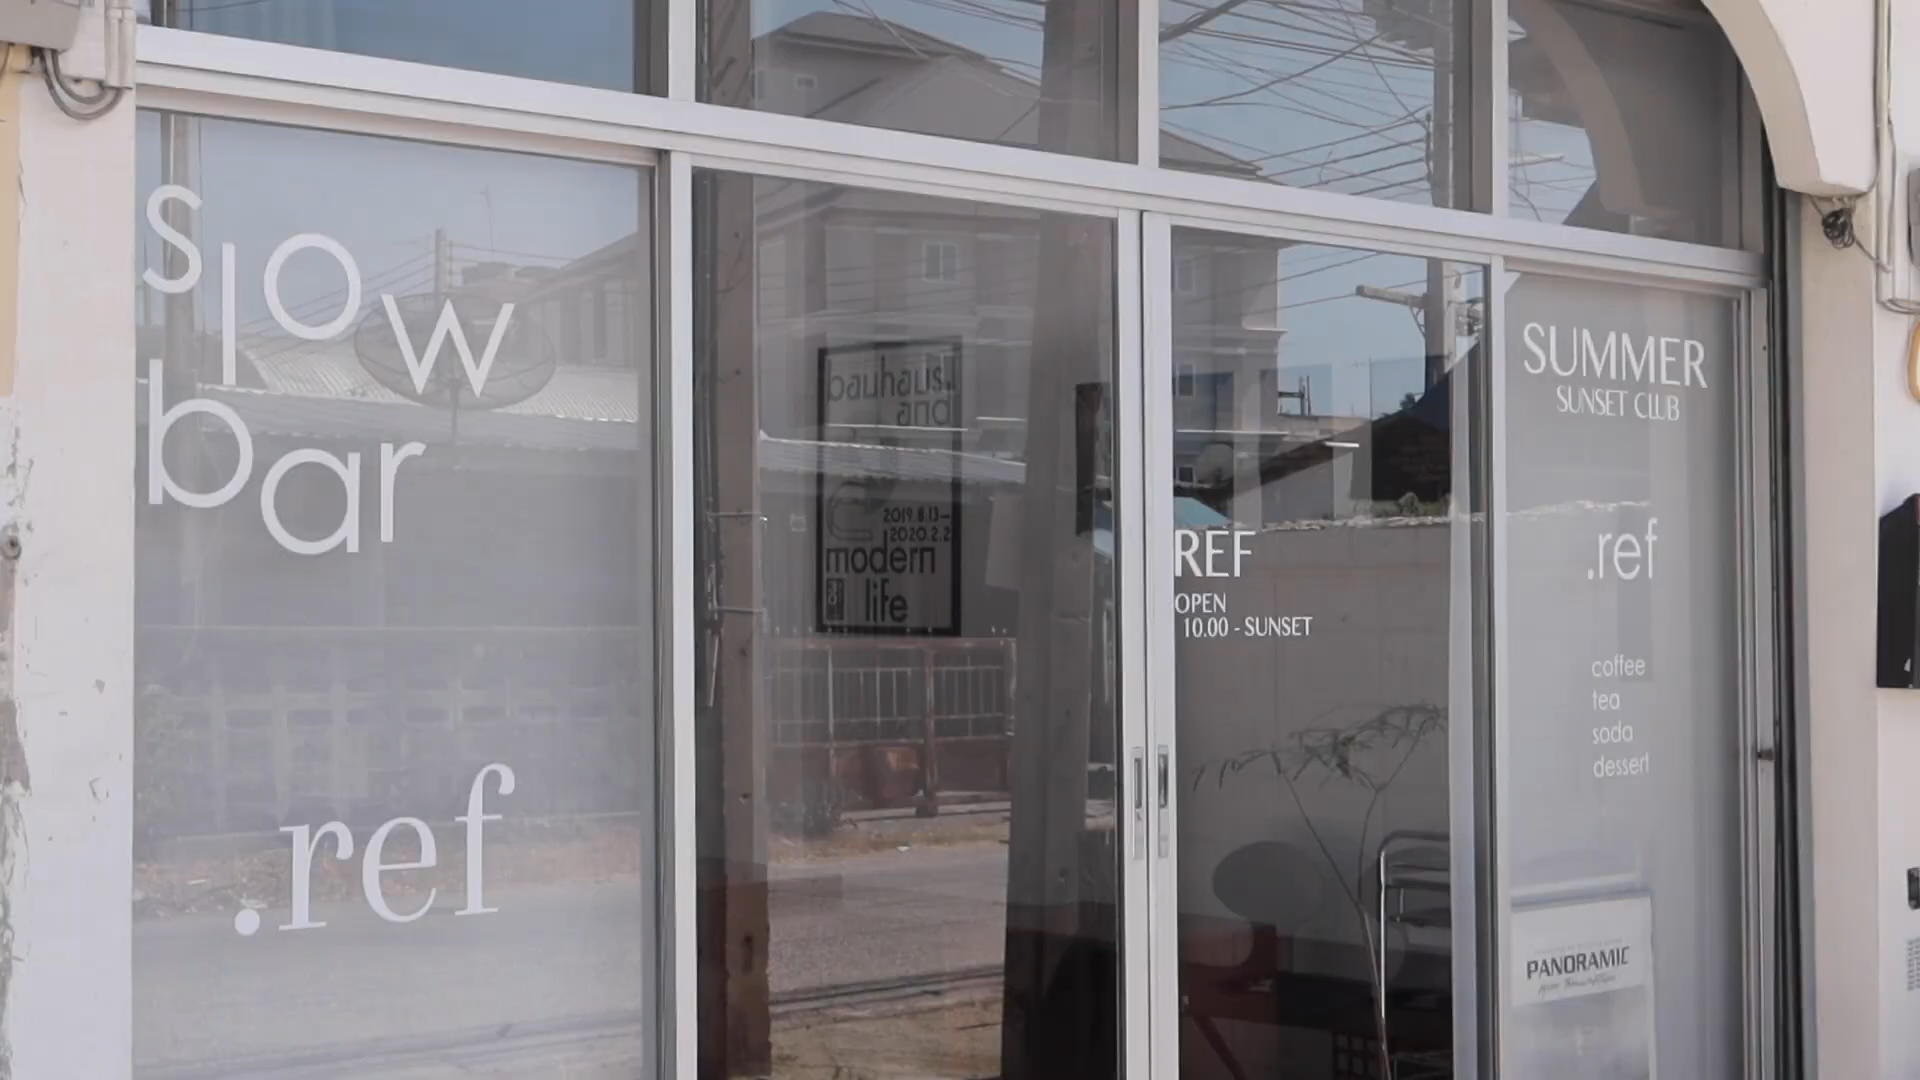 slow
bar
.ref
bauhaus
and
2019.8.13—
2020.2.2
modern
life
REF
OPEN
10.00 - SUNSET
SUMMER
SUNSET CLUB
.ref
coffee
tea
soda
dessert
PANORAMIC